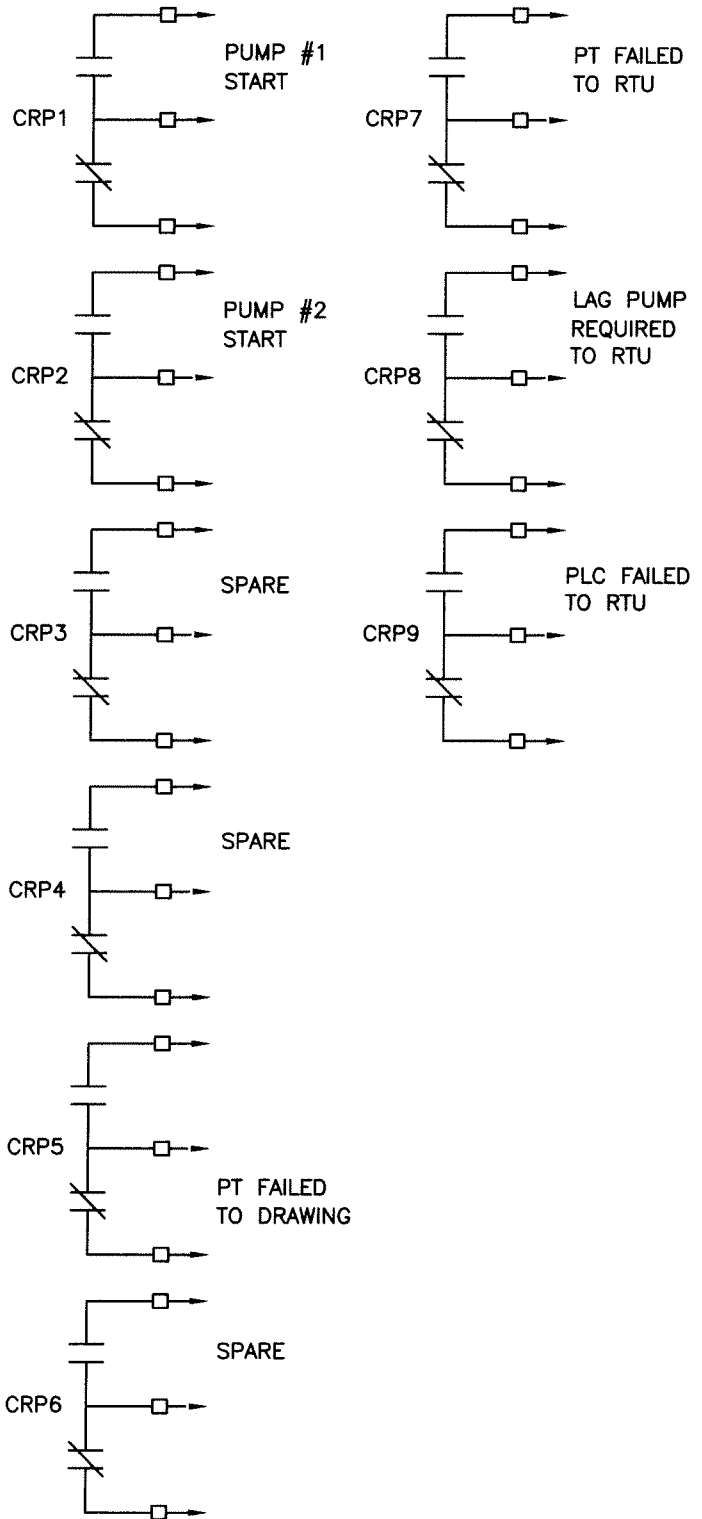 CRP1
PUMP #1
START
CRP2
PUMP #2
START
CRP3
SPARE
CRP4
SPARE
CRP5
PT FAILED
TO DRAWING
CRP6
SPARE
CRP7
PT FAILED
TO RTU
CRP8
LAG PUMP
REQUIRED
TO RTU
CRP9
PLC FAILED
TO RTU